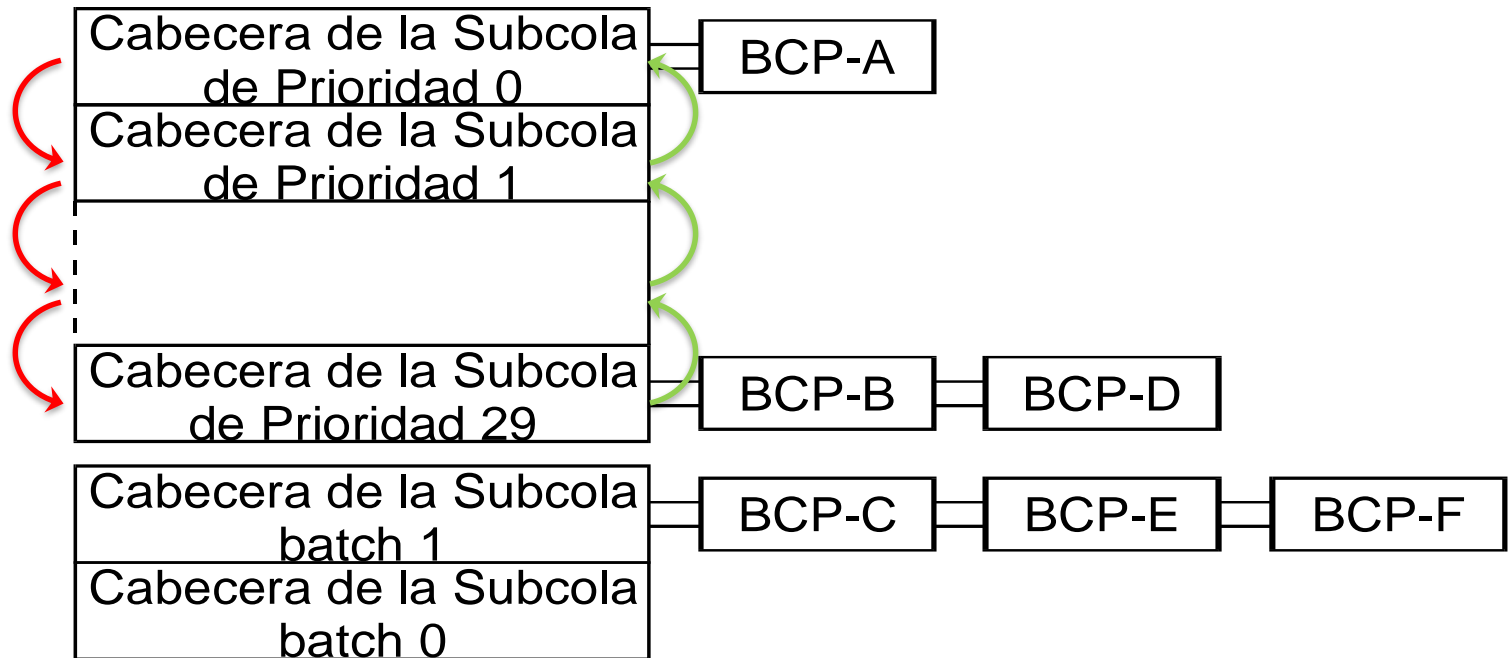 Cabecera de la Subcola
de Prioridad 0
BCP-A
Cabecera de la Subcola
de Prioridad 1
Cabecera de la Subcola
de Prioridad 29
BCP-B
BCP-D
Cabecera de la Subcola
batch 1
BCP-C
BCP-E
BCP-F
Cabecera de la Subcola
batch 0